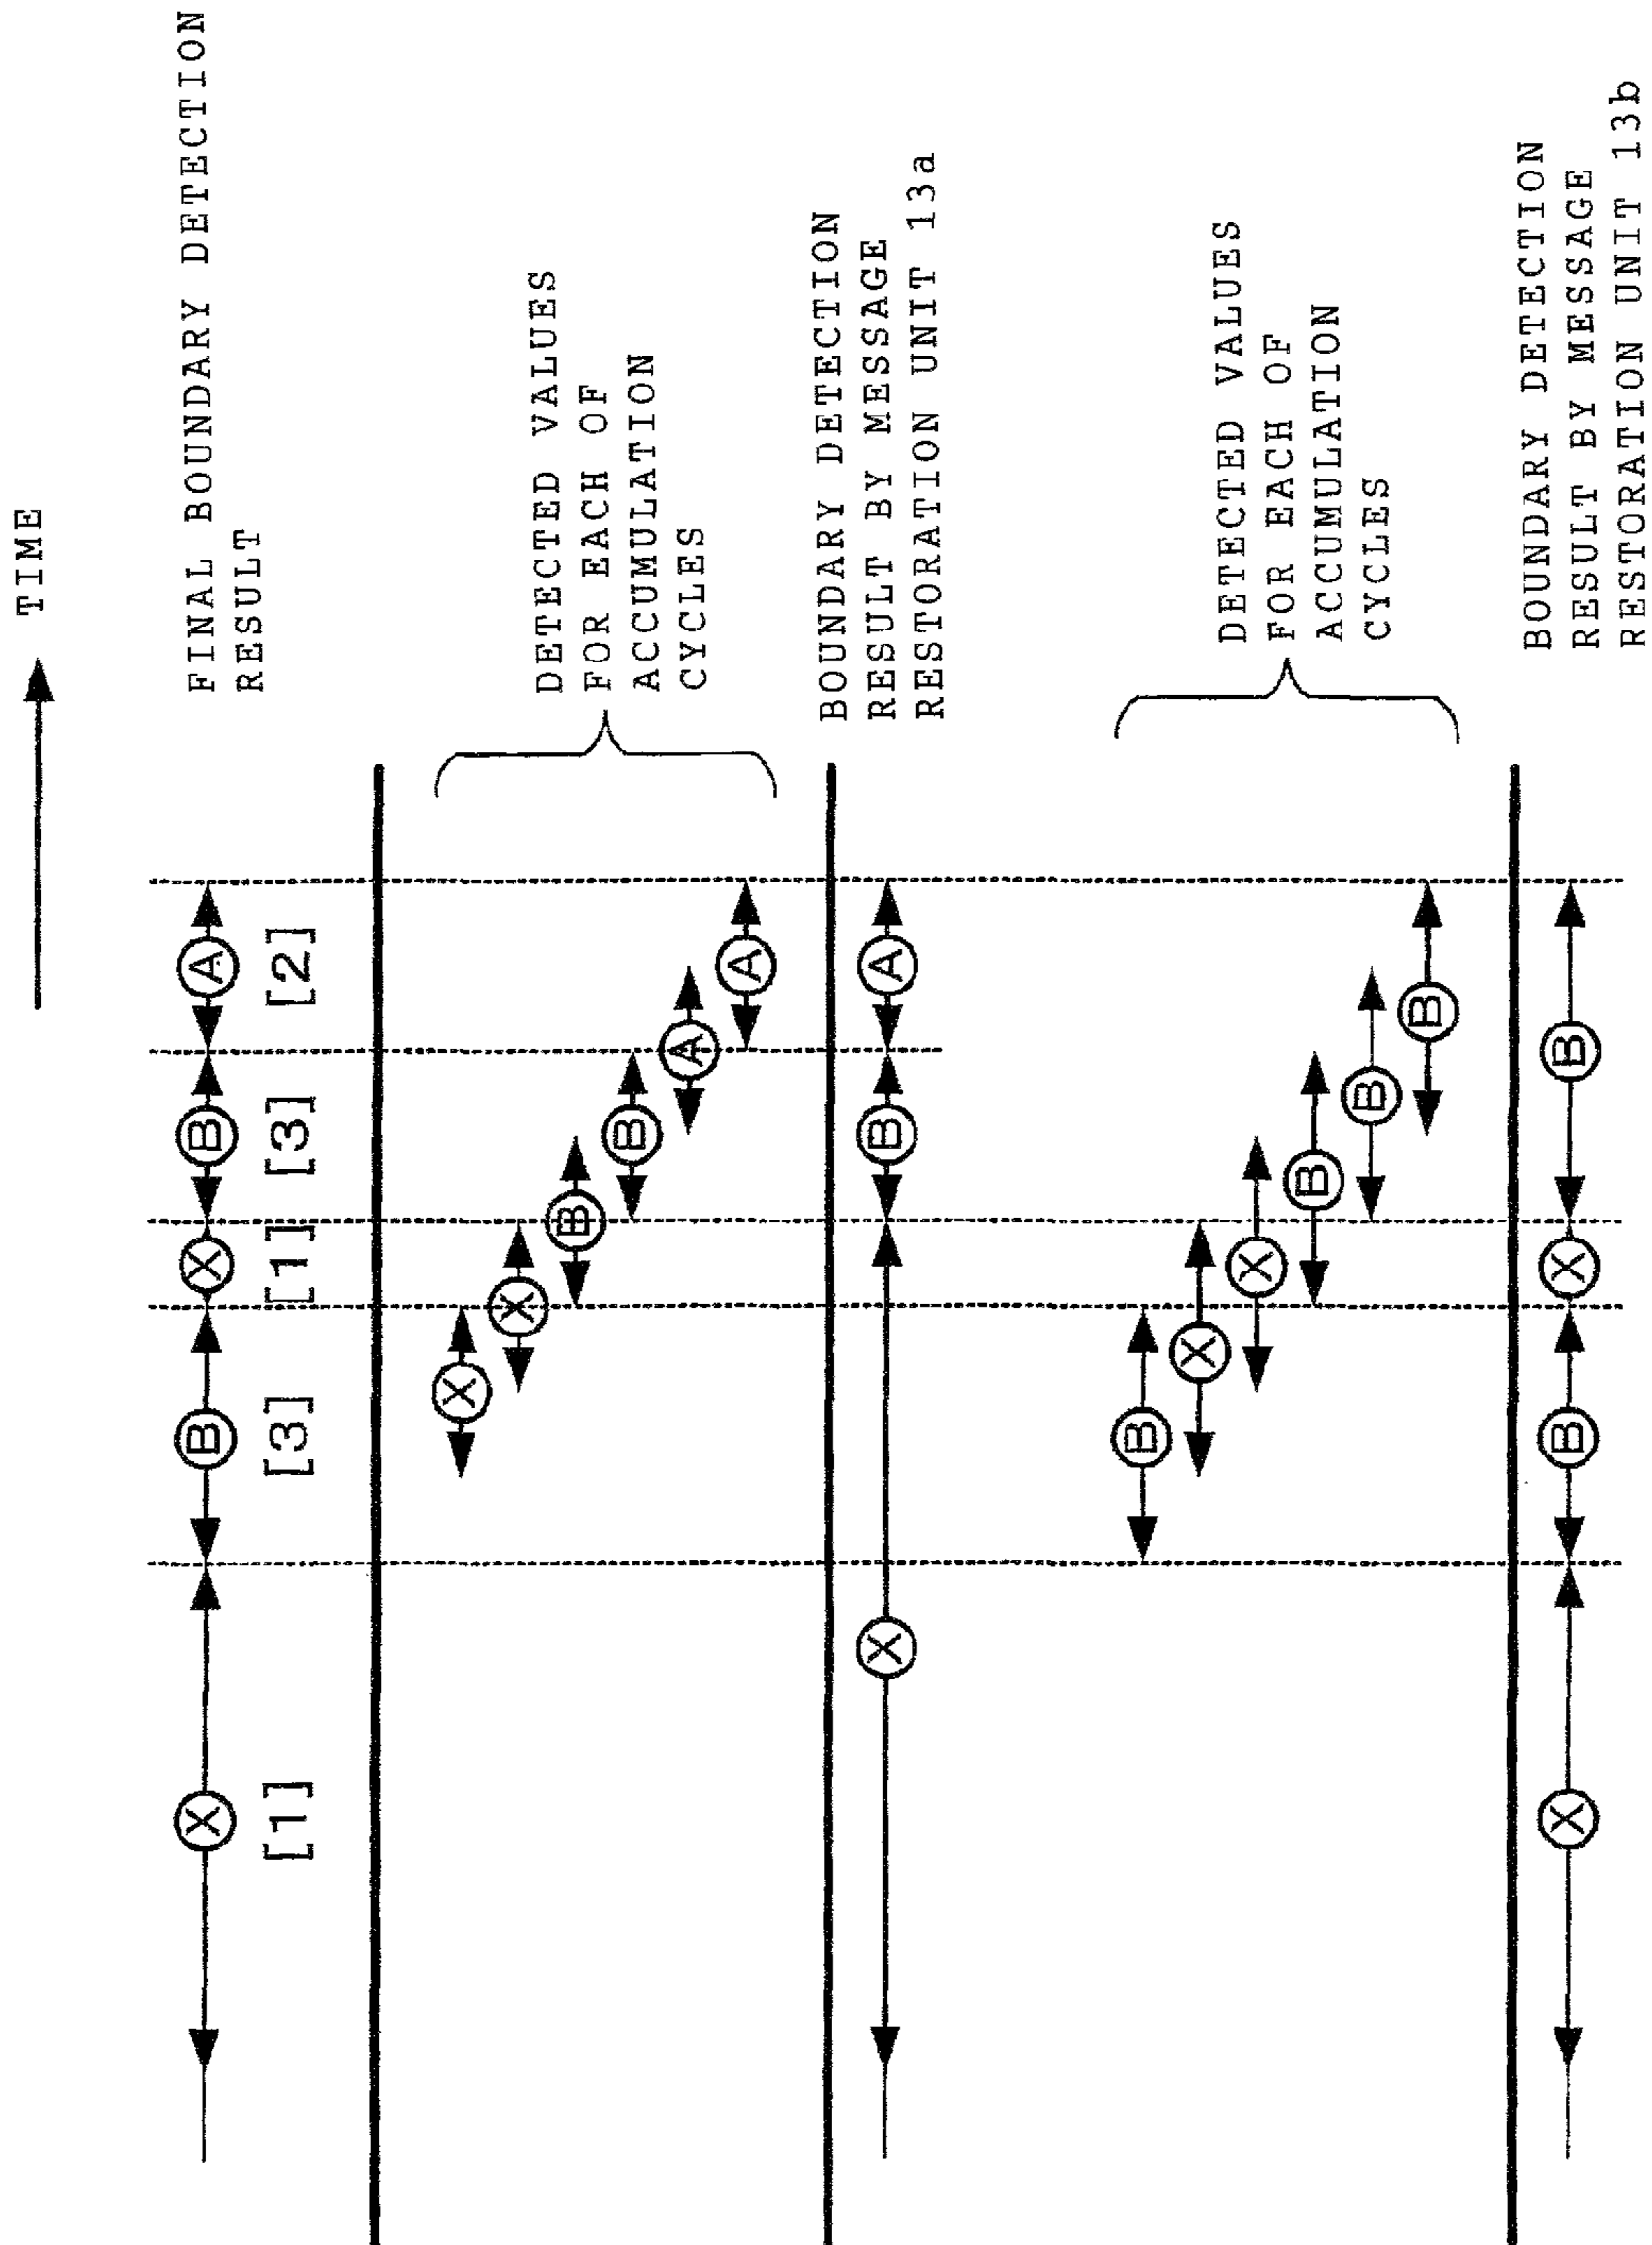 TIME
X B X B A
[1] [3] [1] [3] [2]
FINAL BOUNDARY DETECTION
RESULT
X
X
B
B
A
A
DETECTED VALUES
FOR EACH OF
ACCUMULATION
CYCLES
X B A
BOUNDARY DETECTION
RESULT BY MESSAGE
RESTORATION UNIT 13a
B
X
X
B
B
B
DETECTED VALUES
FOR EACH OF
ACCUMULATION
CYCLES
X B X B
BOUNDARY DETECTION
RESULT BY MESSAGE
RESTORATION UNIT 13b